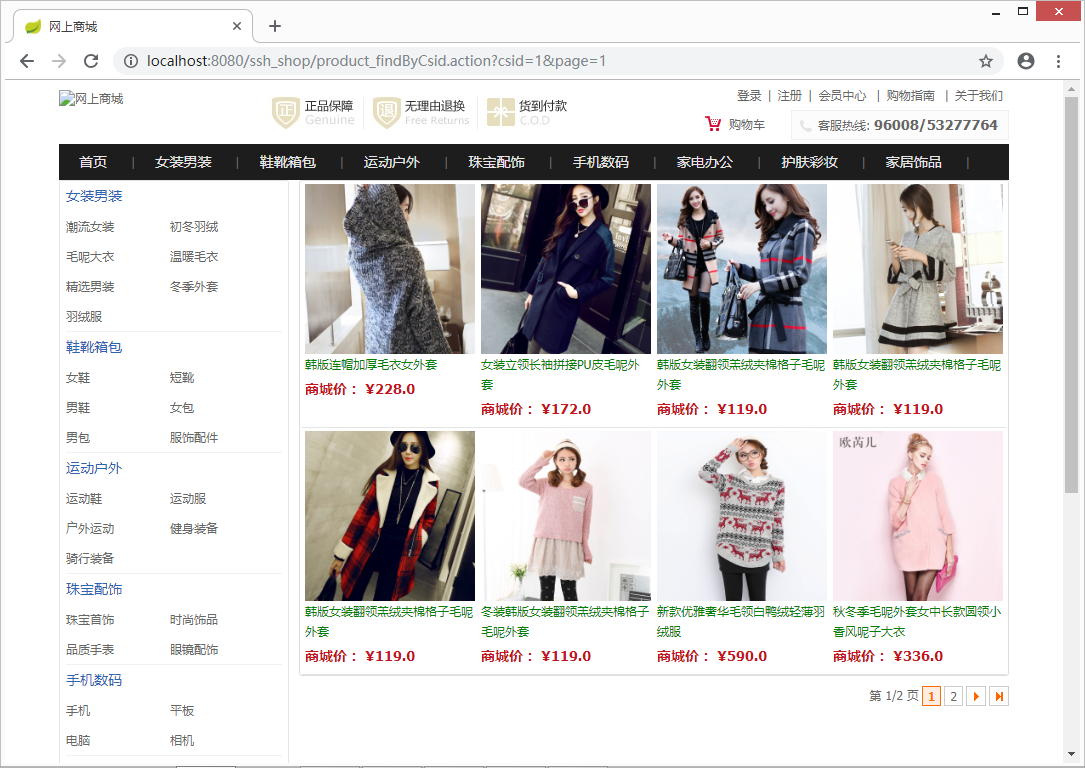 网上商城
localhost:8080/ssh_shop/product_findByCsid.action?csid=1&page=1
网上商城
正 正品保障 Genuine
退 无理由退换 Free Returns
货到付款 C.O.D
登录 | 注册 | 会员中心 | 购物指南 | 关于我们
购物车
客服热线: 96008/53277764
首页 | 女装男装 | 鞋靴箱包 | 运动户外 | 珠宝配饰 | 手机数码 | 家电办公 | 护肤彩妆 | 家居饰品 |
女装男装
潮流女装 初冬羽绒
毛呢大衣 温暖毛衣
精选男装 冬季外套
羽绒服
鞋靴箱包
女鞋 短靴
男鞋 女包
男包 服饰配件
运动户外
运动鞋 运动服
户外运动 健身装备
骑行装备
珠宝配饰
珠宝首饰 时尚饰品
品质手表 眼镜配饰
手机数码
手机 平板
电脑 相机
韩版连帽加厚毛衣女外套
商城价： ¥228.0
女装立领长袖拼接PU皮毛呢外
套
商城价： ¥172.0
韩版女装翻领羔绒夹棉格子毛呢
外套
商城价： ¥119.0
韩版女装翻领羔绒夹棉格子毛呢
外套
商城价： ¥119.0
韩版女装翻领羔绒夹棉格子毛呢
外套
商城价： ¥119.0
冬装韩版女装翻领羔绒夹棉格子
毛呢外套
商城价： ¥119.0
新款优雅奢华毛领白鸭绒轻薄羽
绒服
商城价： ¥590.0
欧芮儿
秋冬季毛呢外套女中长款圆领小
香风呢子大衣
商城价： ¥336.0
第 1/2 页 1 2